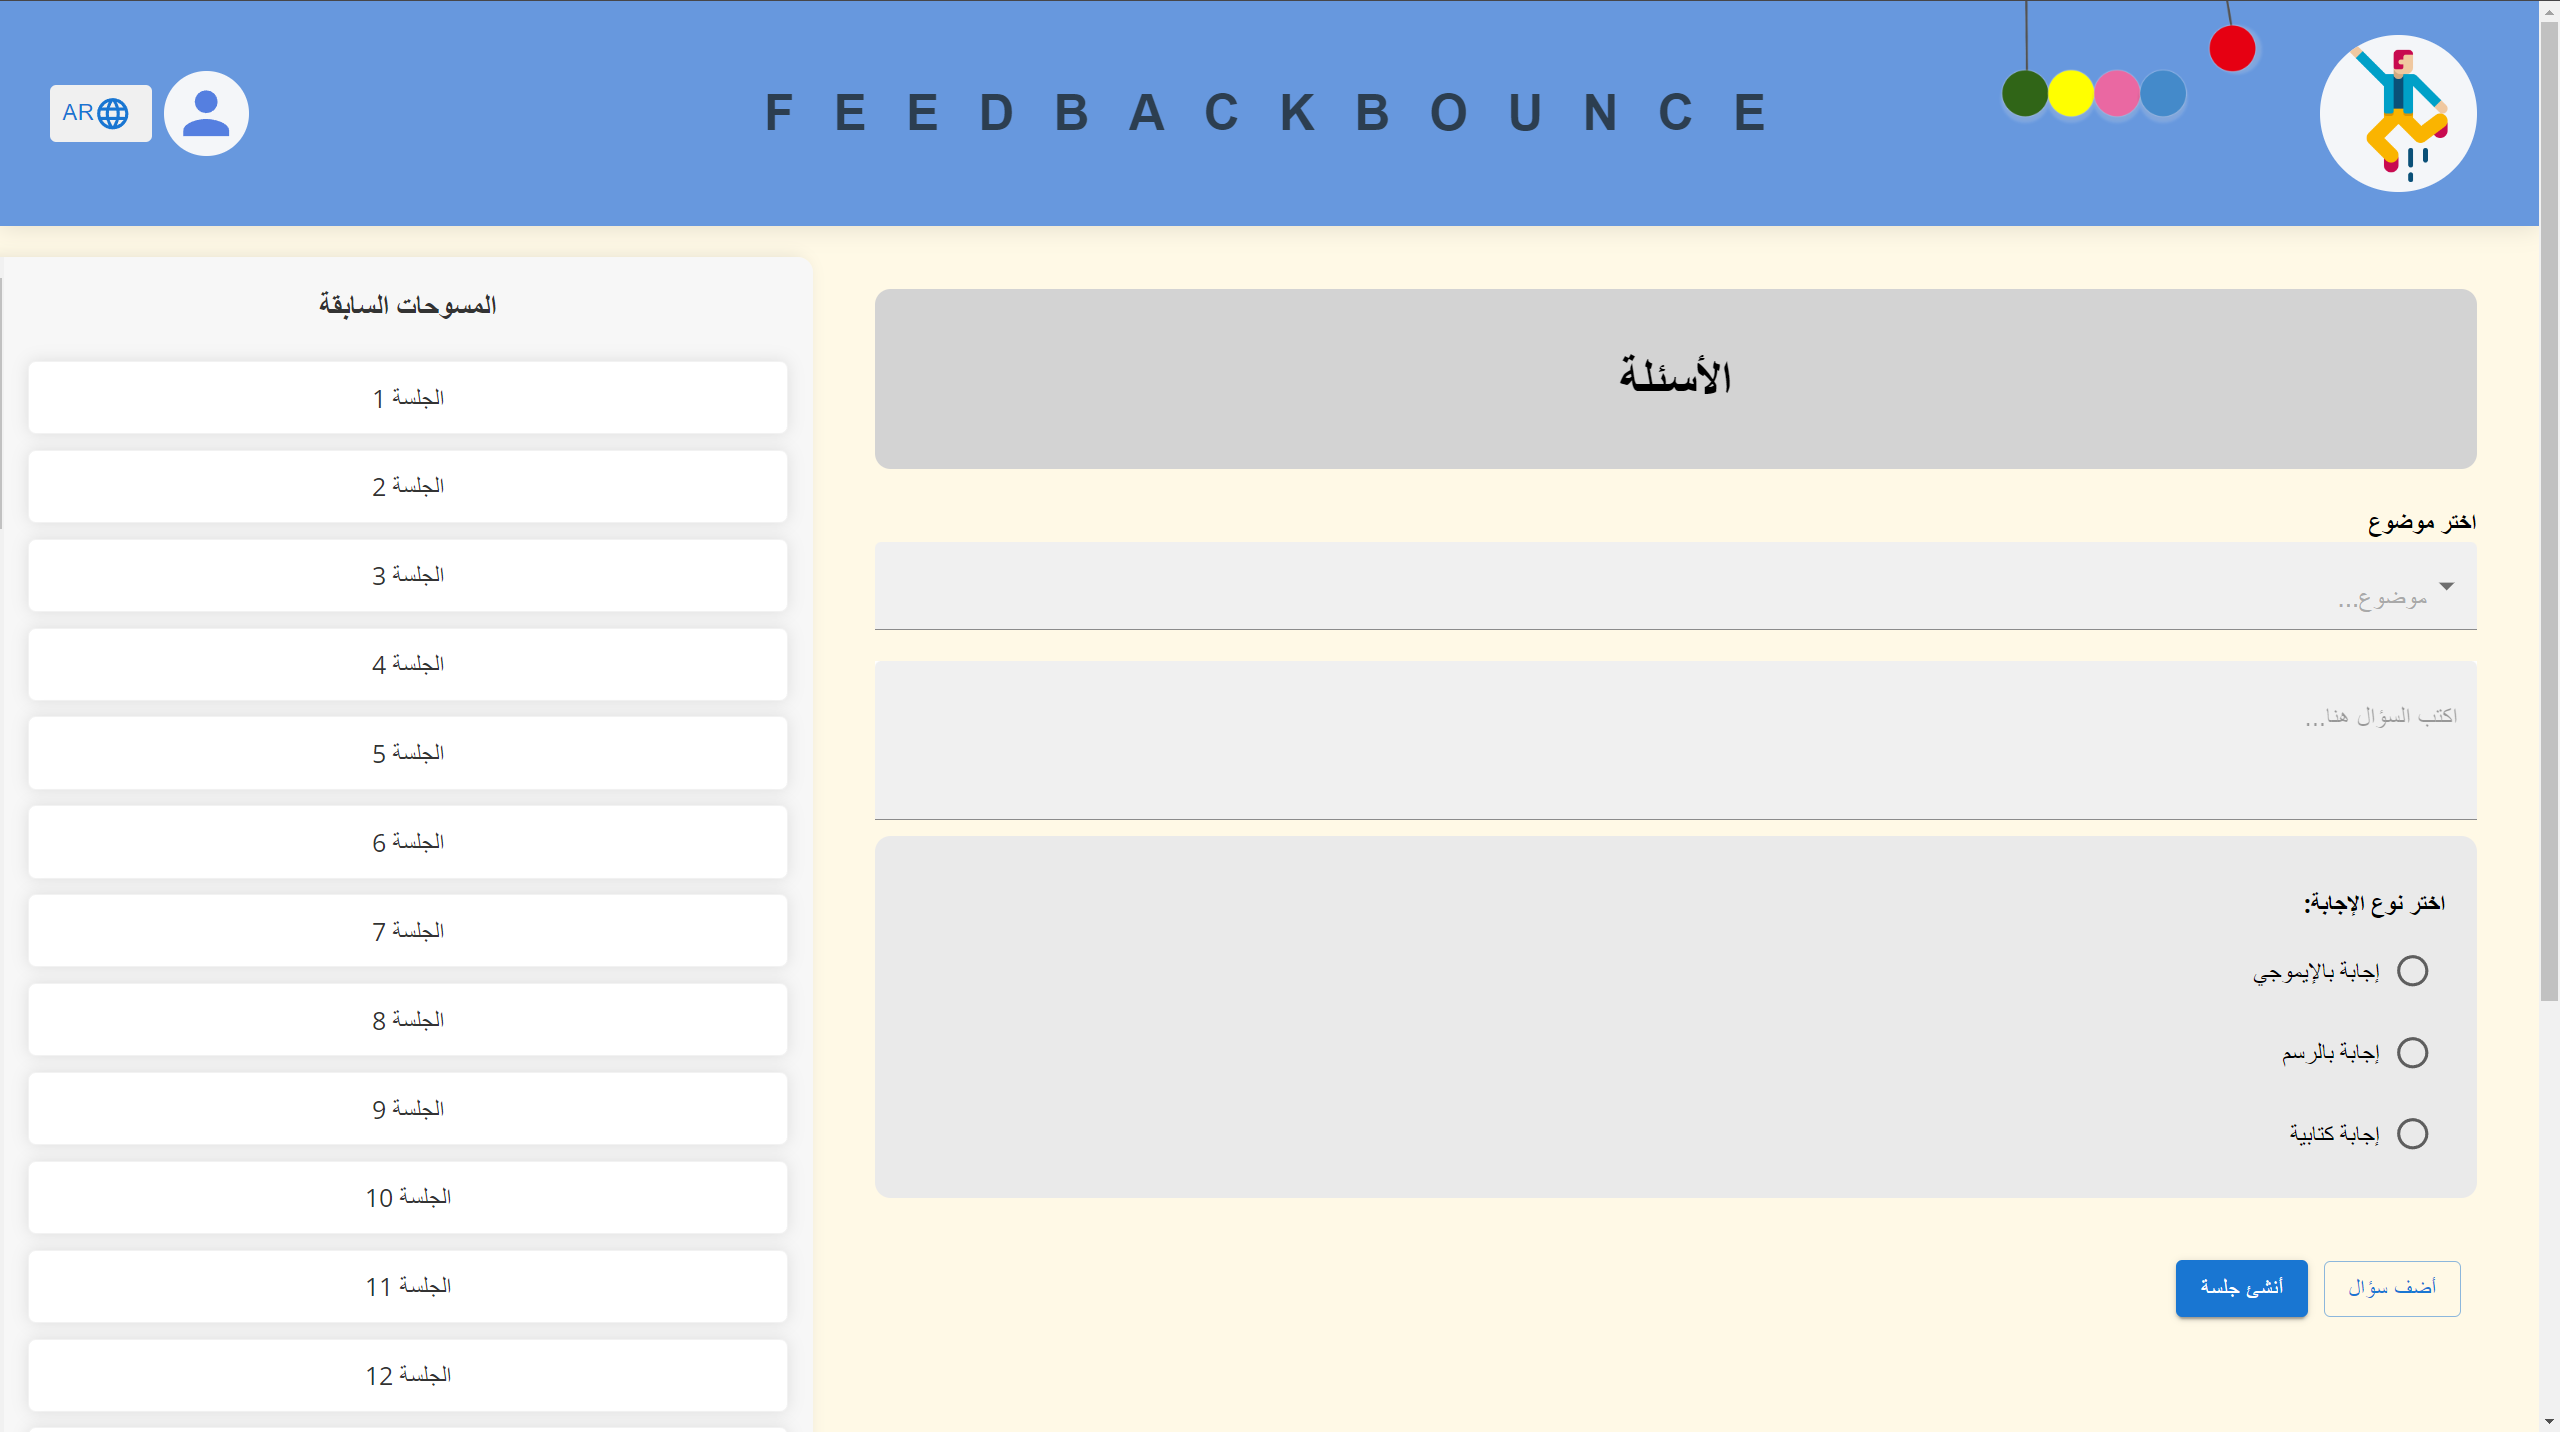 AR
F E E D B A C K B O U N C E
الأسئلة
اختر موضوع
موضوع...
اكتب السؤال هنا...
اختر نوع الإجابة:
إجابة بالإيموجي
إجابة بالرسم
إجابة كتابية
أضف سؤال
أنشئ جلسة
المسوحات السابقة
الجلسة 1
الجلسة 2
الجلسة 3
الجلسة 4
الجلسة 5
الجلسة 6
الجلسة 7
الجلسة 8
الجلسة 9
الجلسة 10
الجلسة 11
الجلسة 12